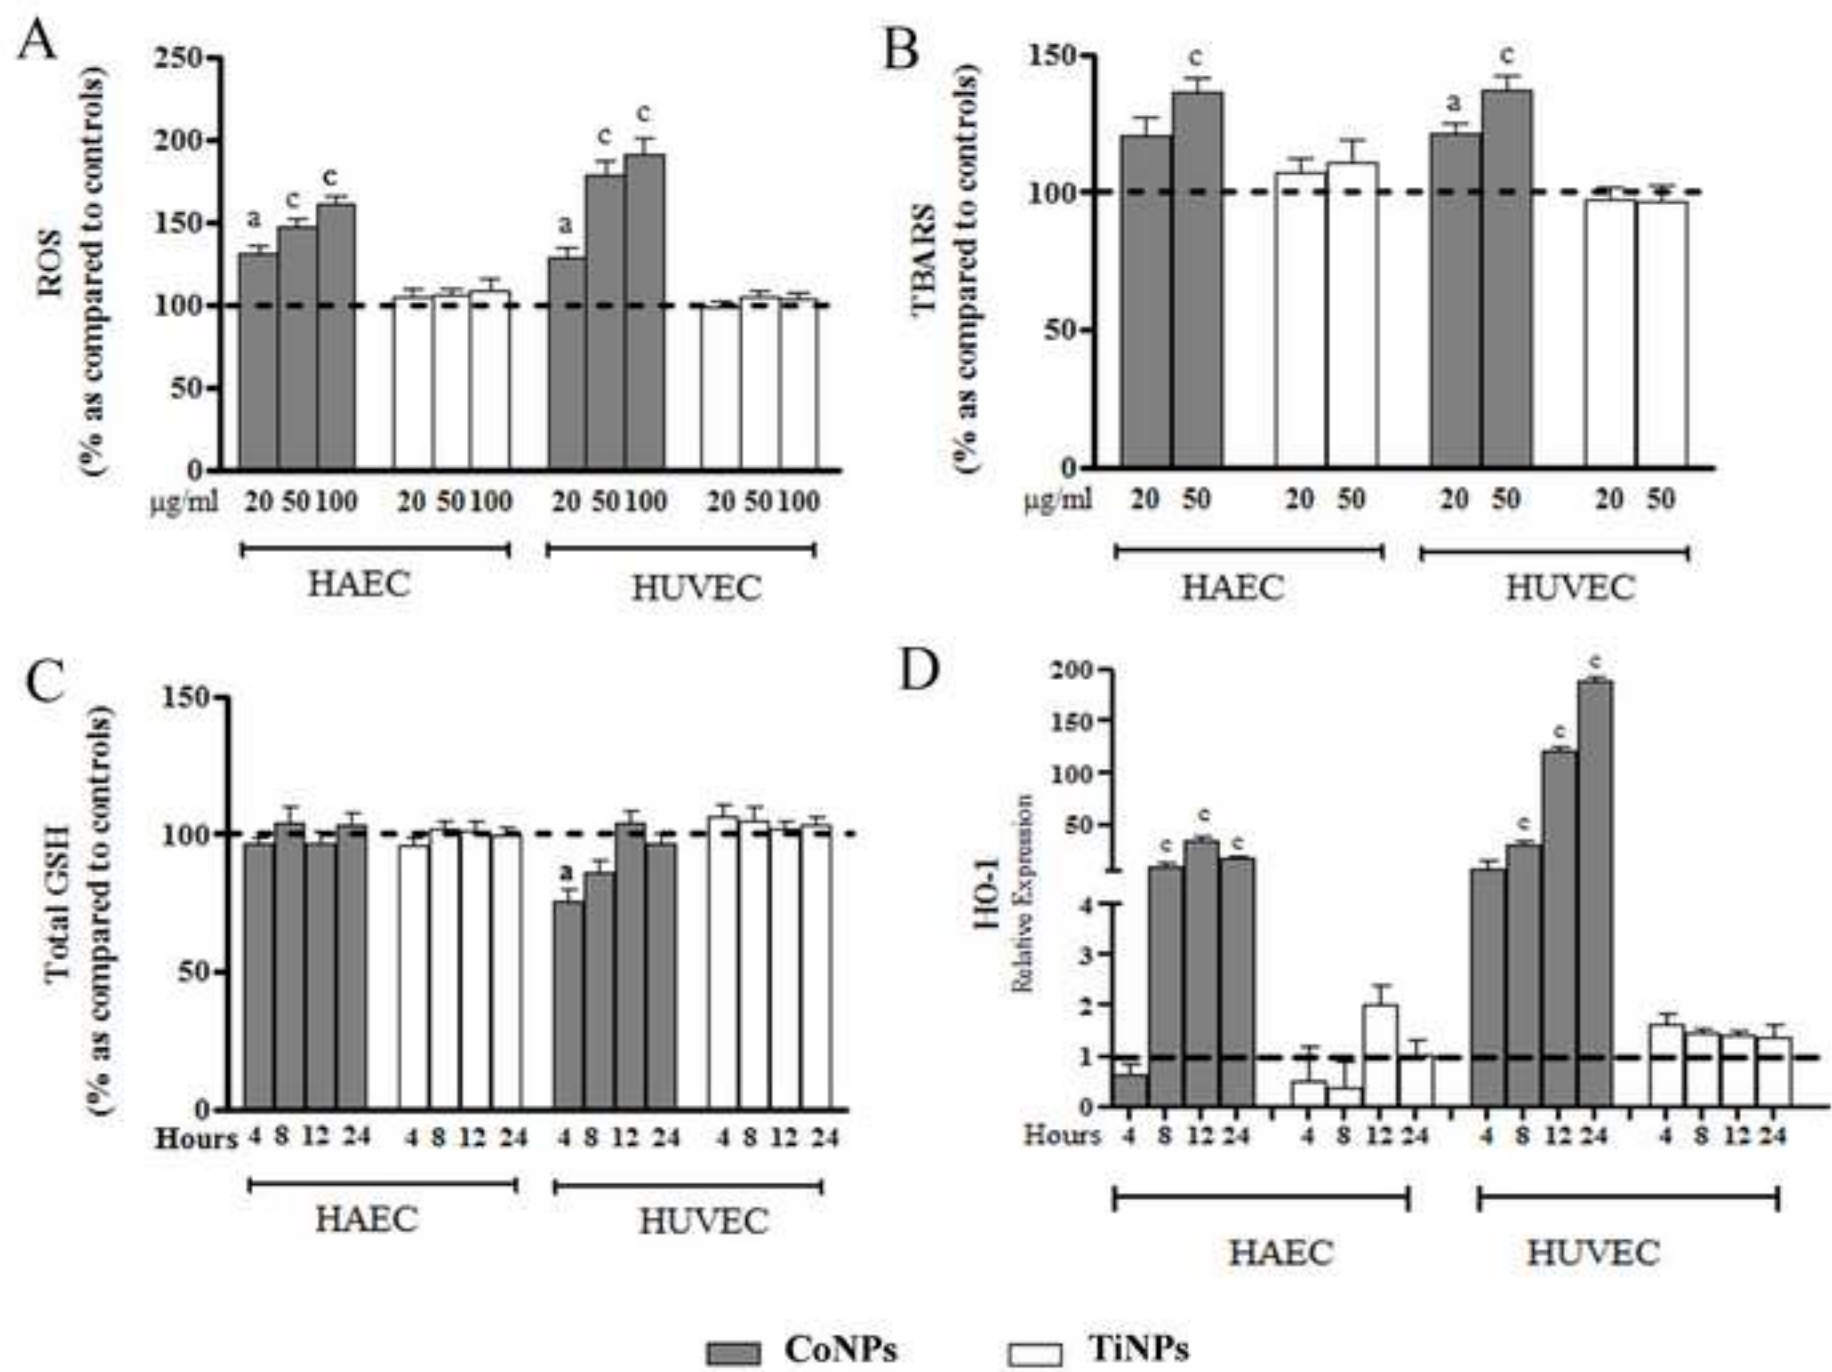 A
ROS
(% as compared to controls)
250
200
150
100
50
0
a c c a c c
µg/ml 20 50 100 20 50 100 20 50 100 20 50 100
HAEC HUVEC
B
TBARS
(% as compared to controls)
150
100
50
0
c a c
µg/ml 20 50 20 50 20 50 20 50
HAEC HUVEC
C
Total GSH
(% as compared to controls)
150
100
50
0
a
Hours 4 8 12 24 4 8 12 24 4 8 12 24 4 8 12 24
HAEC HUVEC
D
HO-1
Relative Expression
200
150
100
50
4
3
2
1
0
c c c c c c
Hours 4 8 12 24 4 8 12 24 4 8 12 24 4 8 12 24
HAEC HUVEC
CoNPs TiNPs